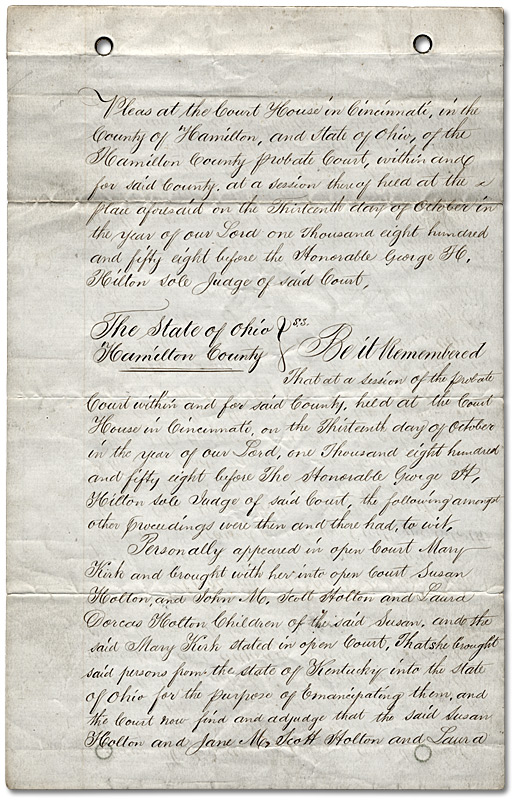 Pleas at the Court House in Cincinnati, in the
County of Hamilton, and State of Ohio, of the
Hamilton County Probate Court, within and
for said County. at a session thereof held at the
place aforesaid on the Thirteenth day of October in
the year of our Lord one Thousand eight hundred
and fifty eight before the Honorable George H.
Hilton sole Judge of said Court,
The State of Ohio } S.S.
Hamilton County } Be it Remembered
That at a session of the Probate
Court within and for said County, held at the Court
House in Cincinnati, on the Thirteenth day of October
in the year of our Lord, one Thousand eight hundred
and fifty eight before The Honorable George H,
Hilton sole Judge of said Court, the following amongst
other Proceedings were then and there had, to wit,
Personally appeared in open Court Mary
Kirk and brought with her into open Court Susan
Holton, and John M. Scott Holton and Laura
Dorcas Holton Children of the said Susan. and the
said Mary Kirk stated in open Court, That she brought
said persons from the state of Kentucky into the State
of Ohio for the purpose of Emancipating them, and
the Court now find and adjudge that the said Susan
Holton and Jane M, Scott Holton and Laura